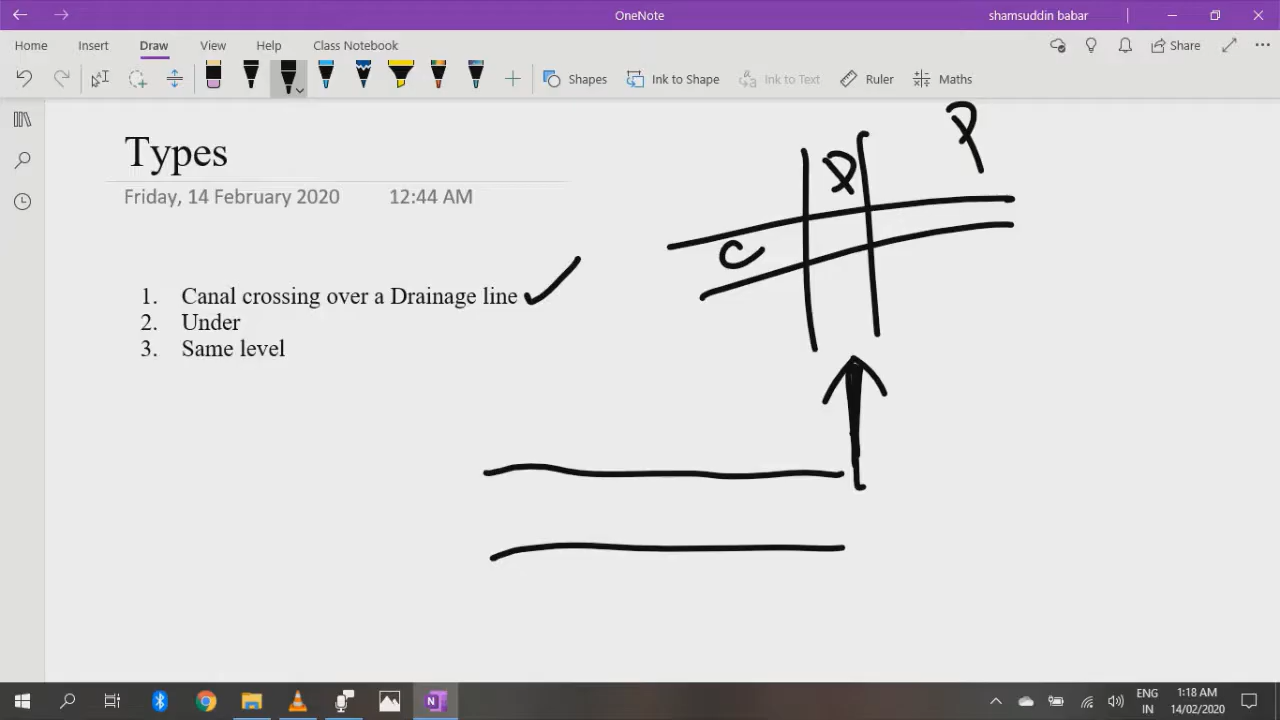 OneNote
shamsuddin babar
Home Insert Draw View Help Class Notebook
Share
Shapes Ink to Shape Ink to Text Ruler Maths
Types
Friday, 14 February 2020 12:44 AM
1. Canal crossing over a Drainage line
2. Under
3. Same level
P
D
C
ENG 1:18 AM
IN 14/02/2020